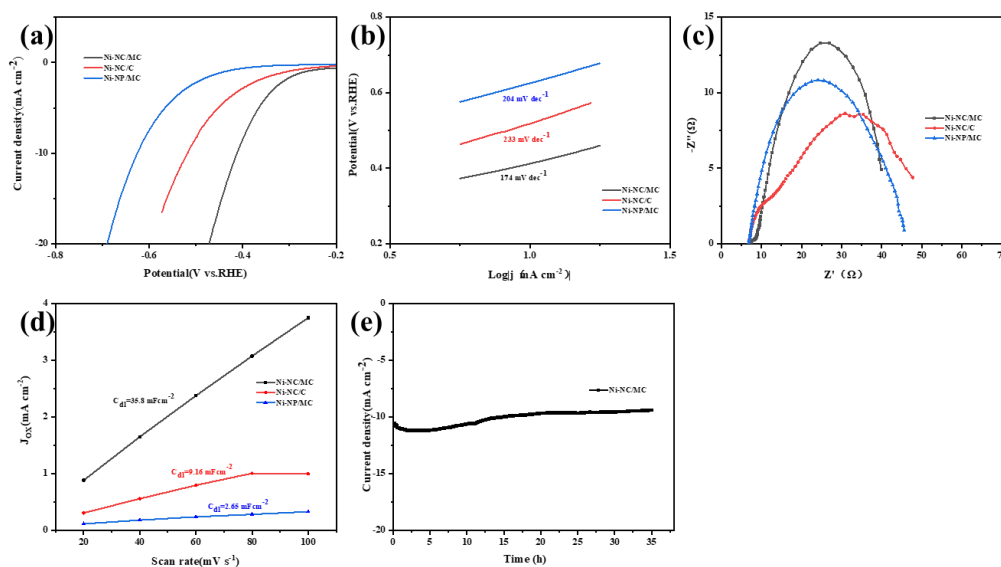 (a)
Ni-NC/MC
Ni-NC/C
Ni-NP/MC
Current density(mA cm⁻²)
0
-10
-20
-0.6
-0.4
-0.2
Potential(V vs.RHE)
(b)
0.8
0.6
0.4
0.2
Potential(V vs.RHE)
204 mV dec⁻¹
233 mV dec⁻¹
174 mV dec⁻¹
Ni-NC/MC
Ni-NC/C
Ni-NP/MC
0.5
1.0
1.5
(c)
15
10
5
0
-Z''(Ω)
Ni-NC/MC
Ni-NC/C
Ni-NP/MC
0
10
20
30
40
50
60
Z' (Ω)
(d)
4
3
2
1
0
J_OX(mA cm⁻²)
C_dl=35.8 mFcm⁻²
C_dl=9.16 mFcm⁻²
C_dl=2.65 mFcm⁻²
Ni-NC/MC
Ni-NC/C
Ni-NP/MC
20
40
60
80
100
Scan rate(mV s⁻¹)
(e)
0
-5
-10
-15
-20
Current density(mA cm⁻²)
Ni-NC/MC
0
5
10
15
20
25
30
35
Time (h)